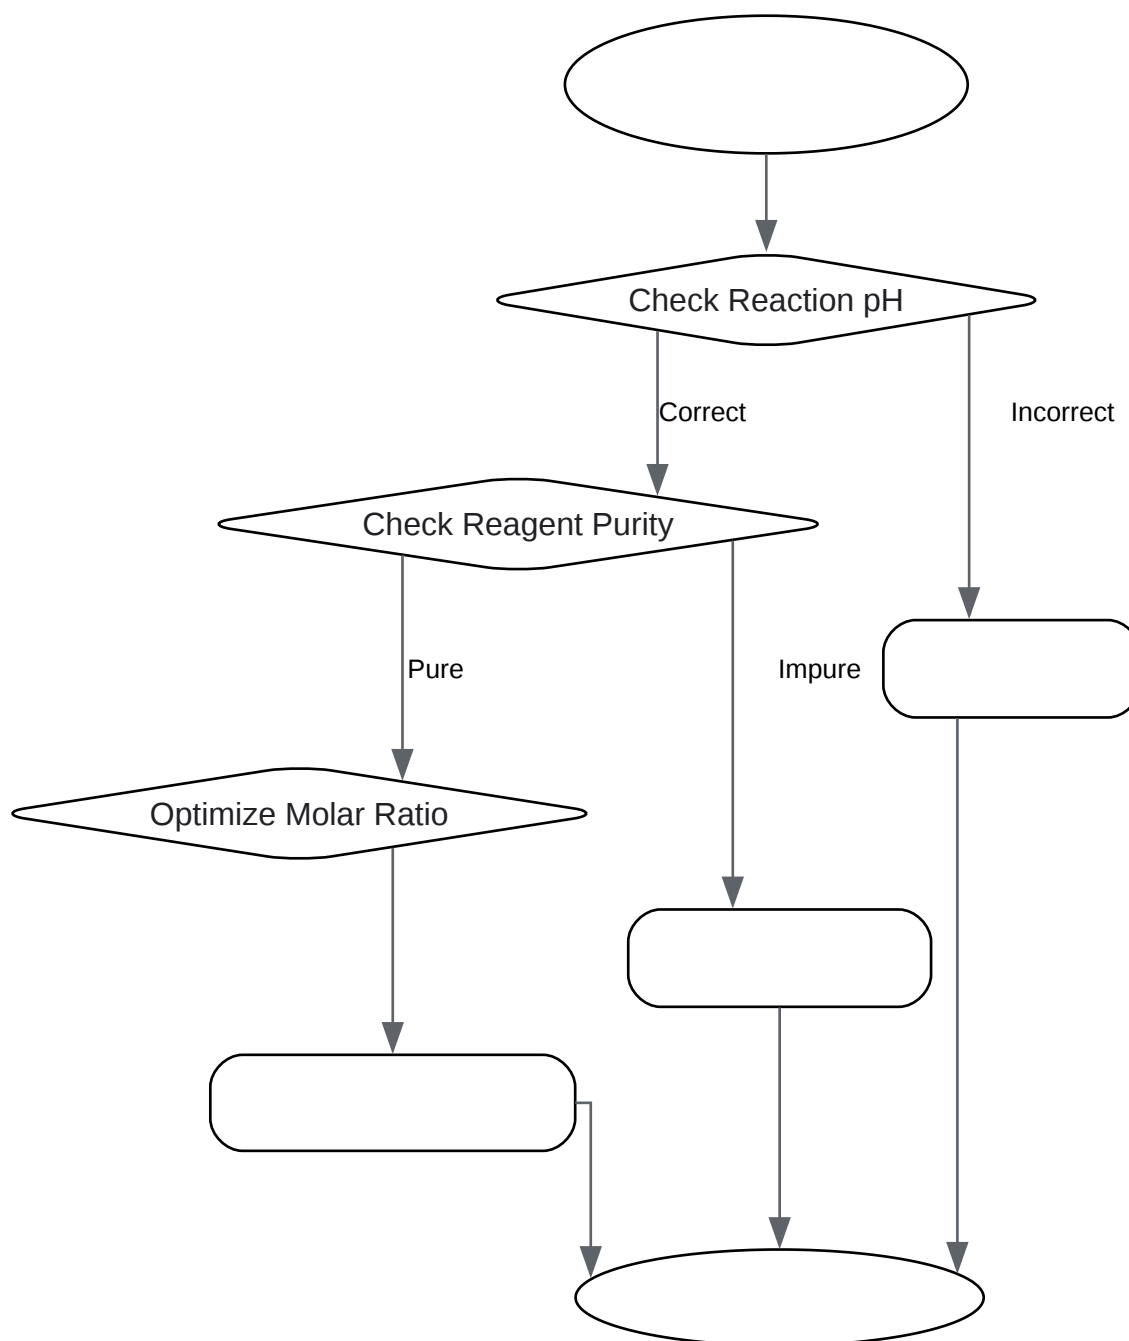 Check Reaction pH
Correct
Incorrect
Check Reagent Purity
Pure
Impure
Optimize Molar Ratio